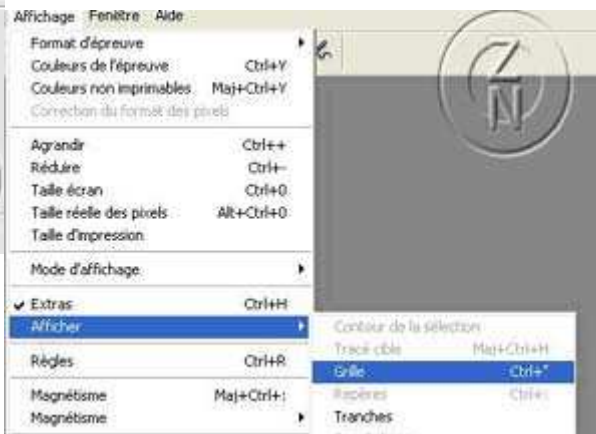 Affichage Fenêtre Aide
Format d'épreuve
Couleurs de l'épreuve Ctrl+Y
Couleurs non imprimables Maj+Ctrl+Y
Correction du format des pixels
Agrandir Ctrl++
Réduire Ctrl+-
Taille écran Ctrl+0
Taille réelle des pixels Alt+Ctrl+0
Taille d'impression
Mode d'affichage
Extras Ctrl+H
Afficher
Contour de la sélection
Tracé cible Maj+Ctrl+H
Règles Ctrl+R
Grille Ctrl+"
Repères Ctrl+;
Magnétisme Maj+Ctrl+;
Tranches
Magnétisme
ZN